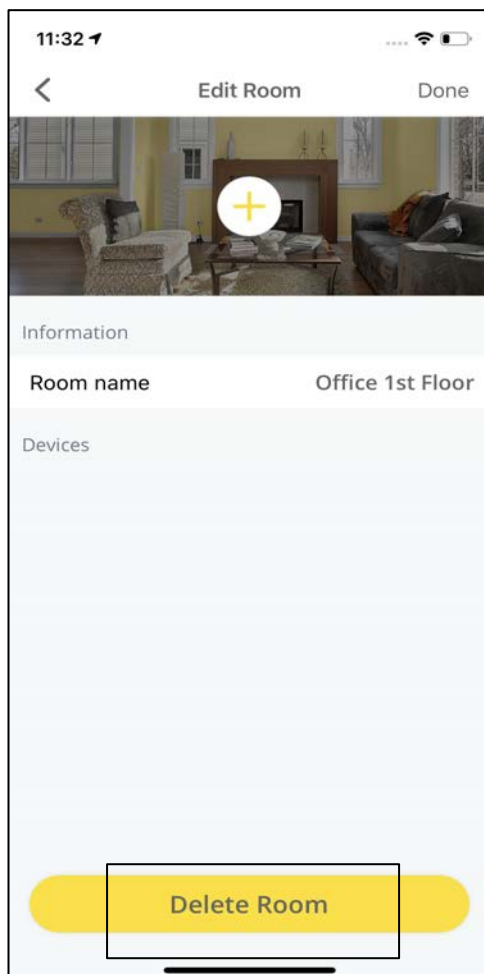 11:32
Edit Room Done
Information
Room name Office 1st Floor
Devices
Delete Room